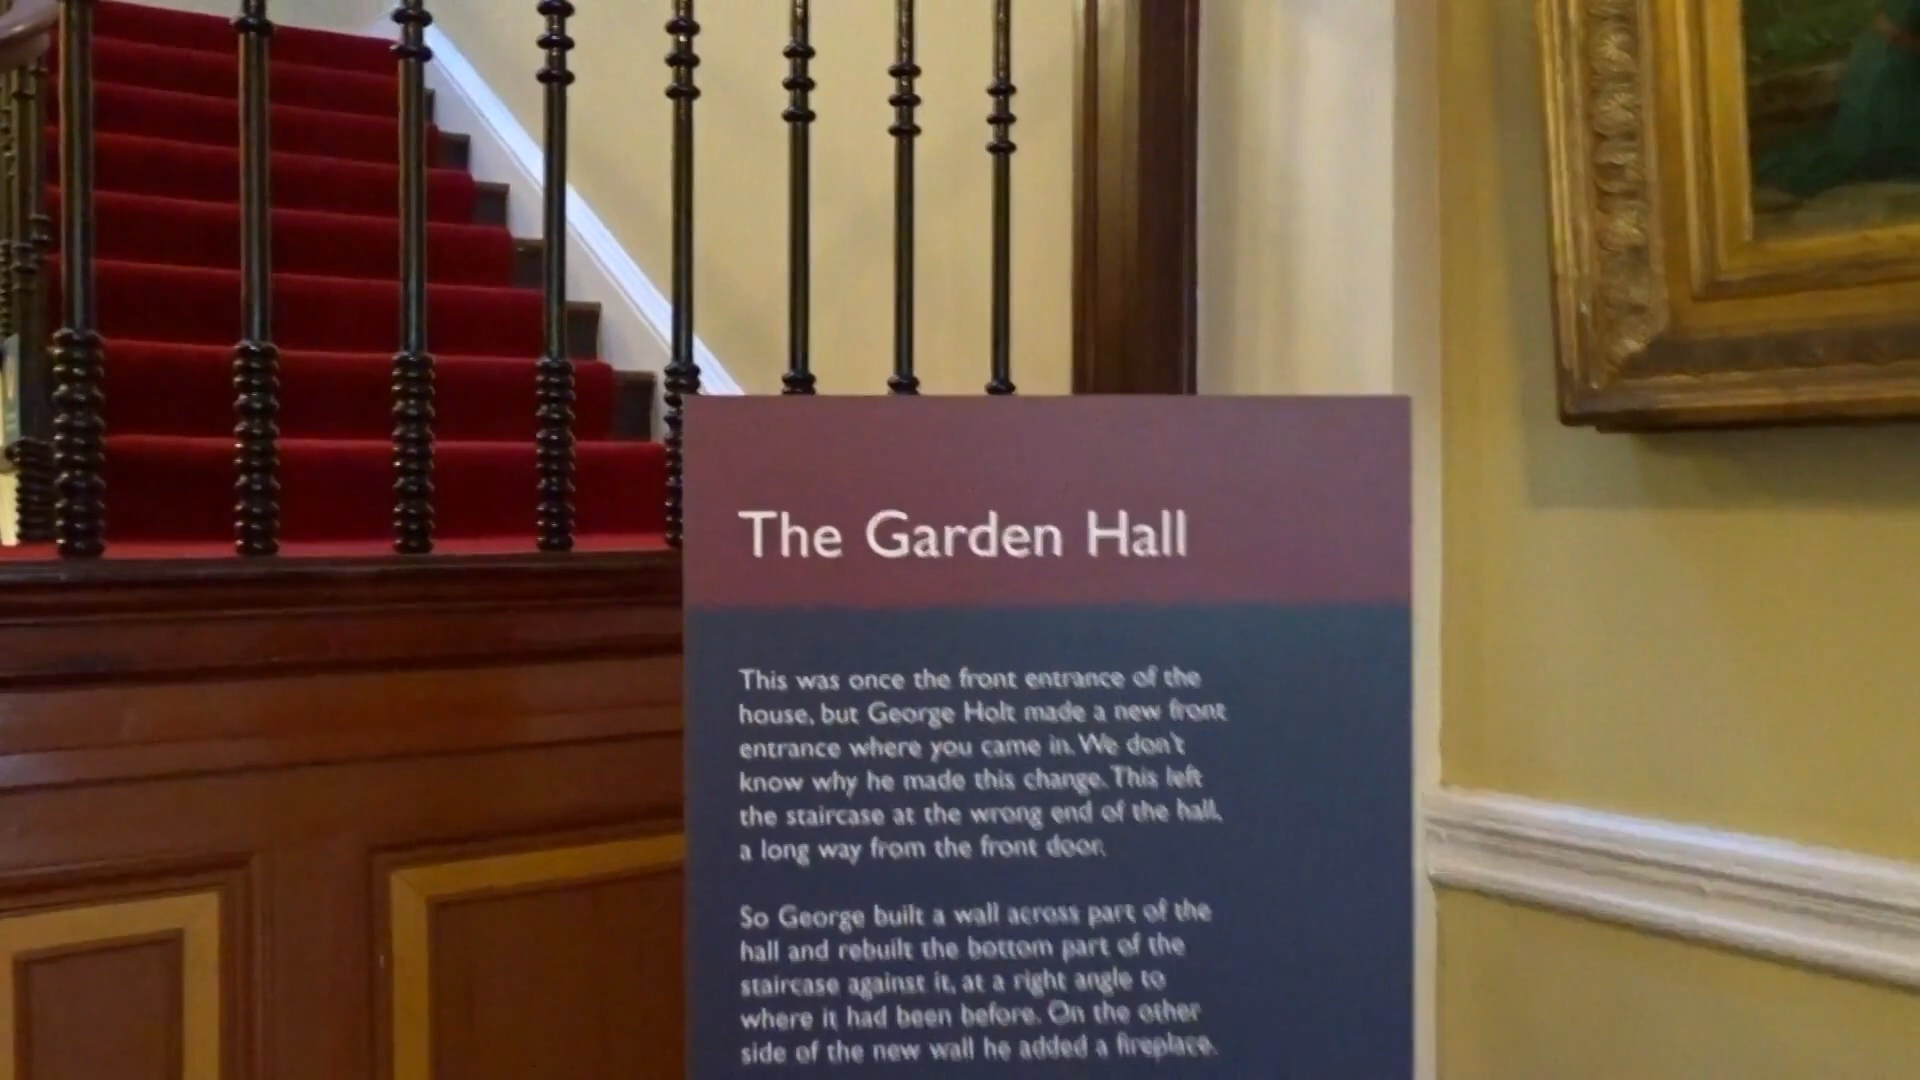 The Garden Hall
This was once the front entrance of the
house, but George Holt made a new front
entrance where you came in. We don't
know why he made this change. This left
the staircase at the wrong end of the hall,
a long way from the front door.
So George built a wall across part of the
hall and rebuilt the bottom part of the
staircase against it, at a right angle to
where it had been before. On the other
side of the new wall he added a fireplace.